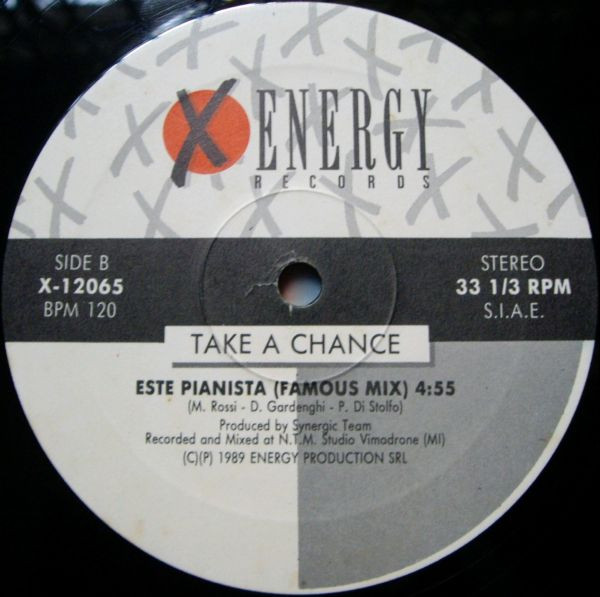 X ENERGY
RECORDS
SIDE B
X-12065
BPM 120
STEREO
33 1/3 RPM
S.I.A.E.
TAKE A CHANCE
ESTE PIANISTA (FAMOUS MIX) 4:55
(M. Rossi - D. Gardenghi - P. Di Stolfo)
Produced by Synergic Team
Recorded and Mixed at N.T.M. Studio Vimodrone (MI)
(C)(P) 1989 ENERGY PRODUCTION SRL